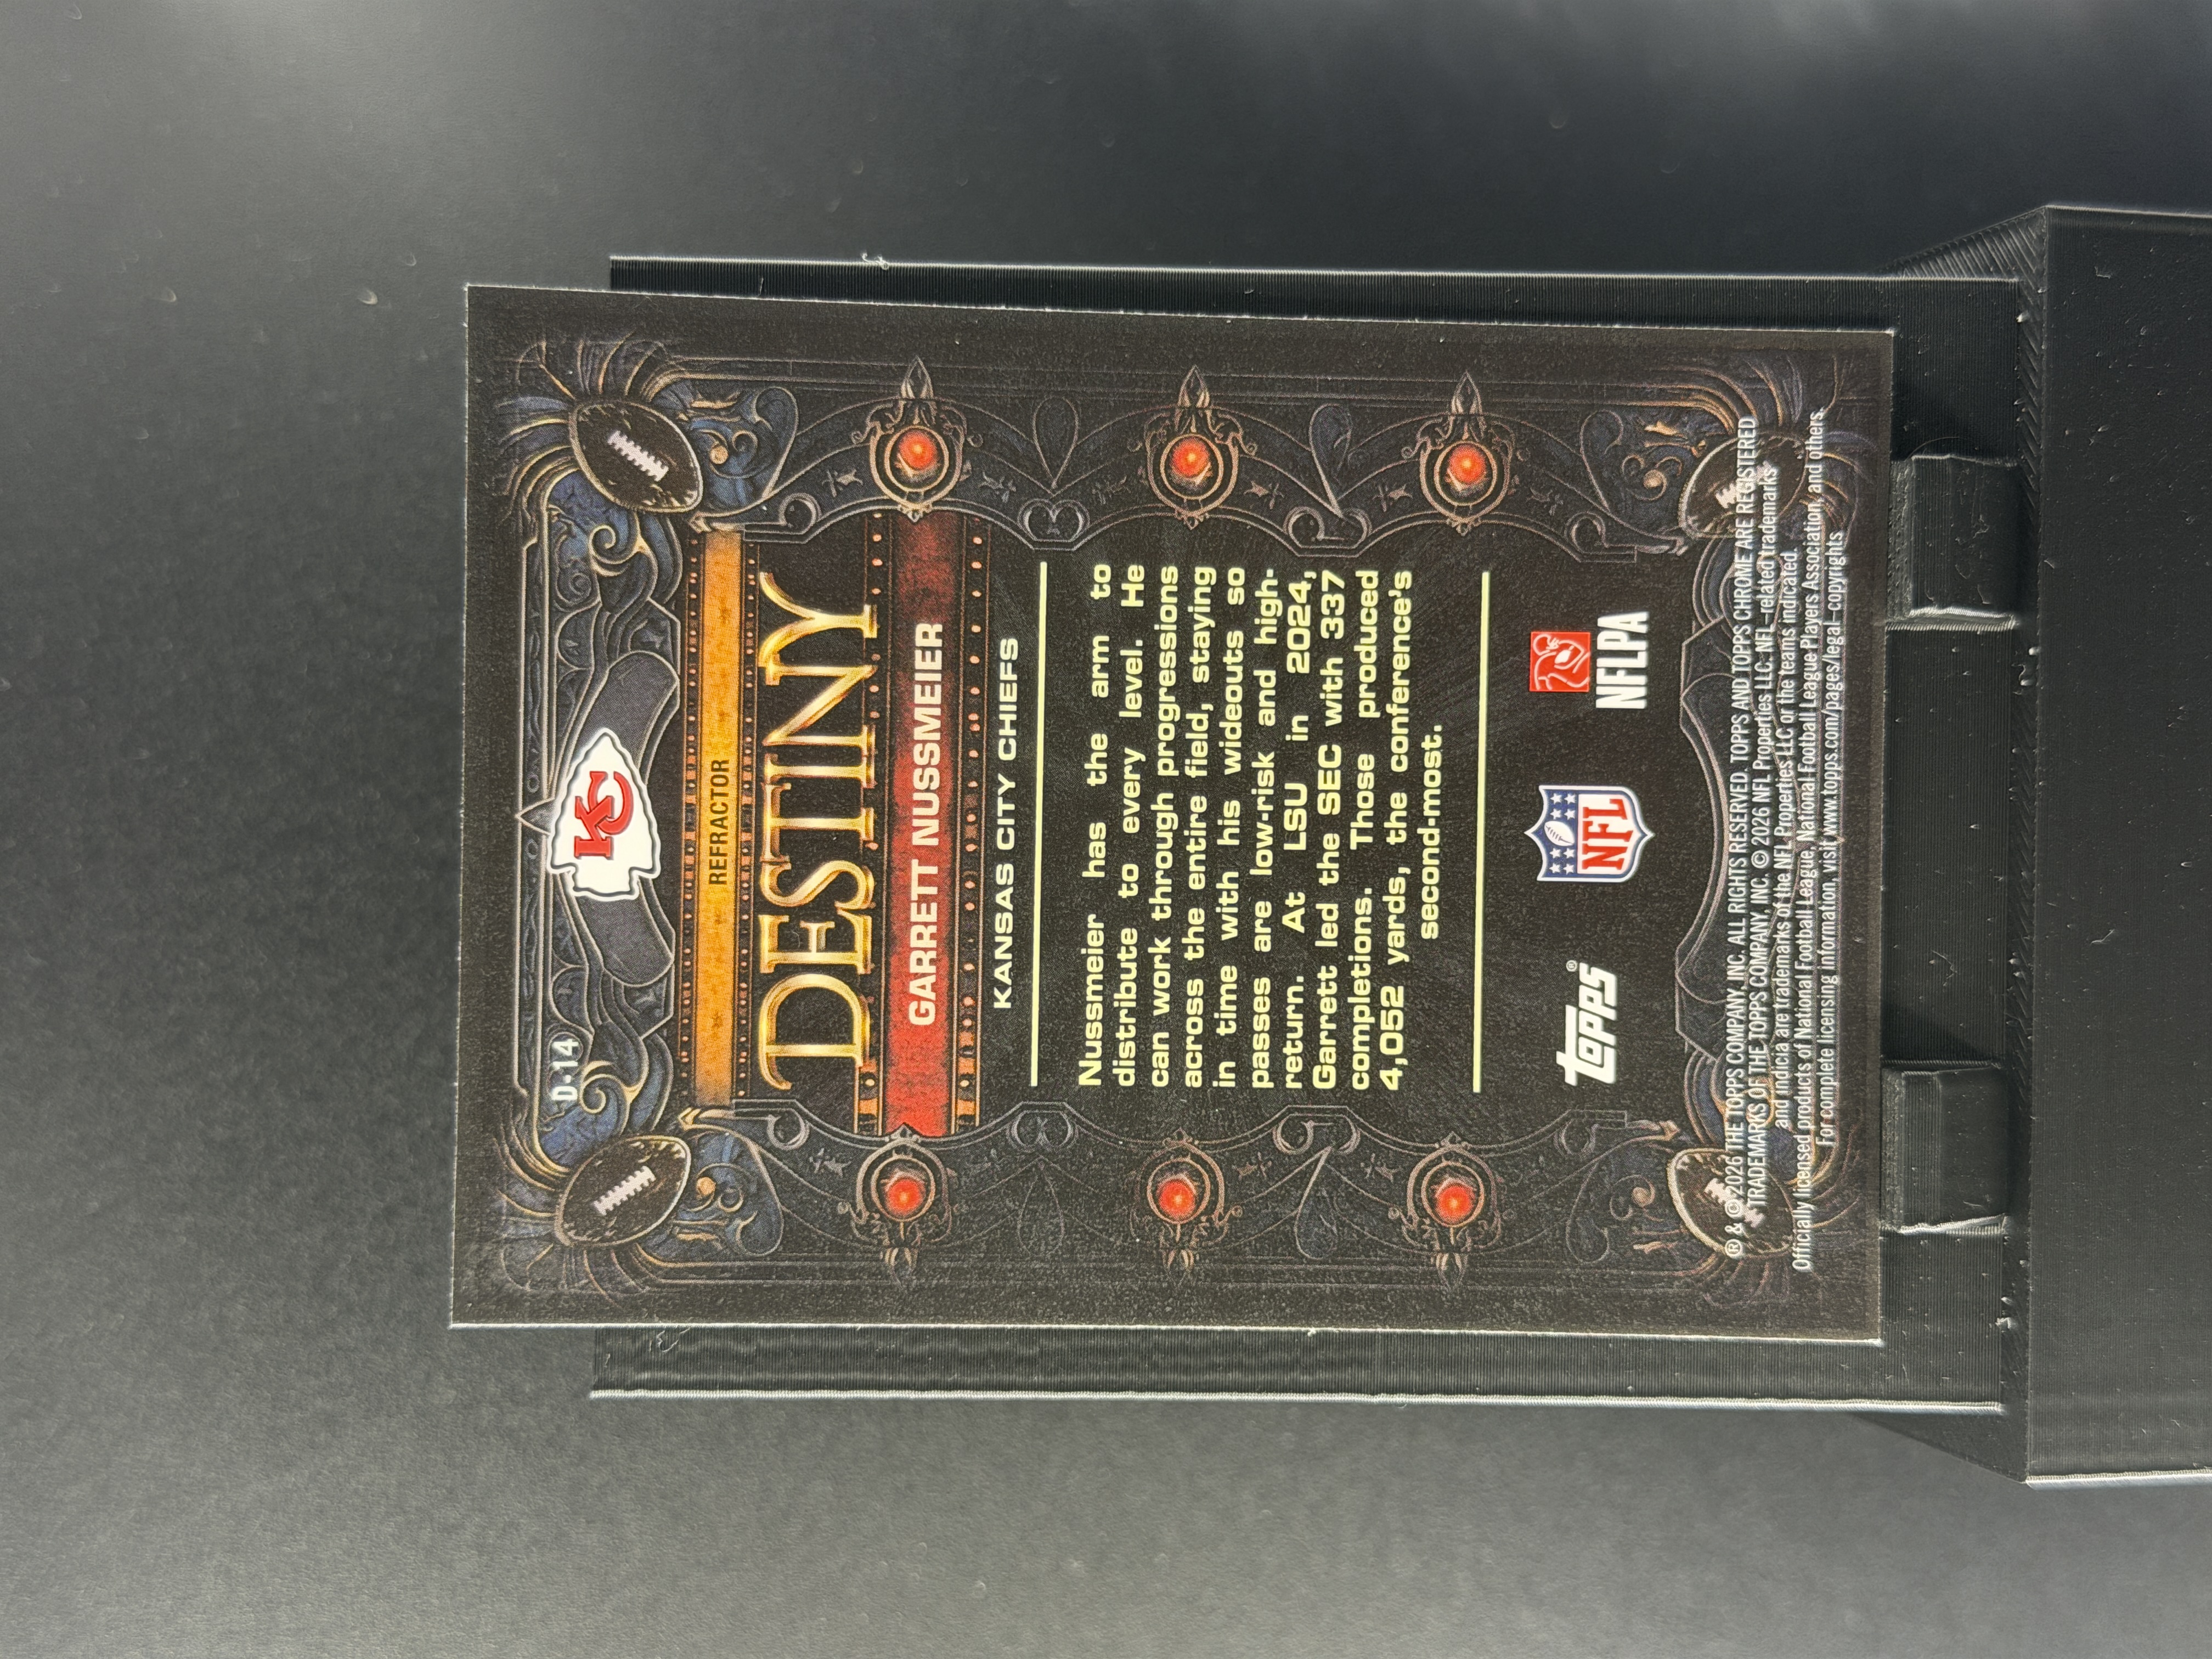 D-14
KC
REFRACTOR
DESTINY
GARRETT NUSSMEIER
KANSAS CITY CHIEFS
Nussmeier has the arm to
distribute to every level. He
can work through progressions
across the entire field, staying
in time with his wideouts so
passes are low-risk and high-
return. At LSU in 2024,
Garrett led the SEC with 337
completions. Those produced
4,052 yards, the conference's
second-most.
topps® NFL NFLPA
® & © 2026 THE TOPPS COMPANY, INC. ALL RIGHTS RESERVED. TOPPS AND TOPPS CHROME ARE REGISTERED
TRADEMARKS OF THE TOPPS COMPANY, INC. © 2026 NFL Properties LLC. NFL-related trademarks
and indicia are trademarks of the NFL Properties LLC or the teams indicated.
Officially licensed products of National Football League, National Football League Players Association, and others.
For complete licensing information, visit www.topps.com/pages/legal-copyrights